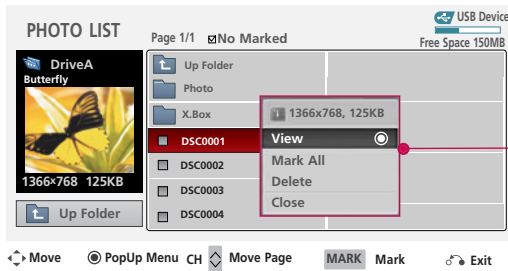 USB Device
PHOTO LIST
Page 1/1 No Marked
Free Space 150MB
DriveA
Butterfly
1366x768 125KB
Up Folder
Up Folder
Photo
X.Box
DSC0001
DSC0002
DSC0003
DSC0004
1366x768, 125KB
View
Mark All
Delete
Close
Move PopUp Menu CH Move Page MARK Mark Exit